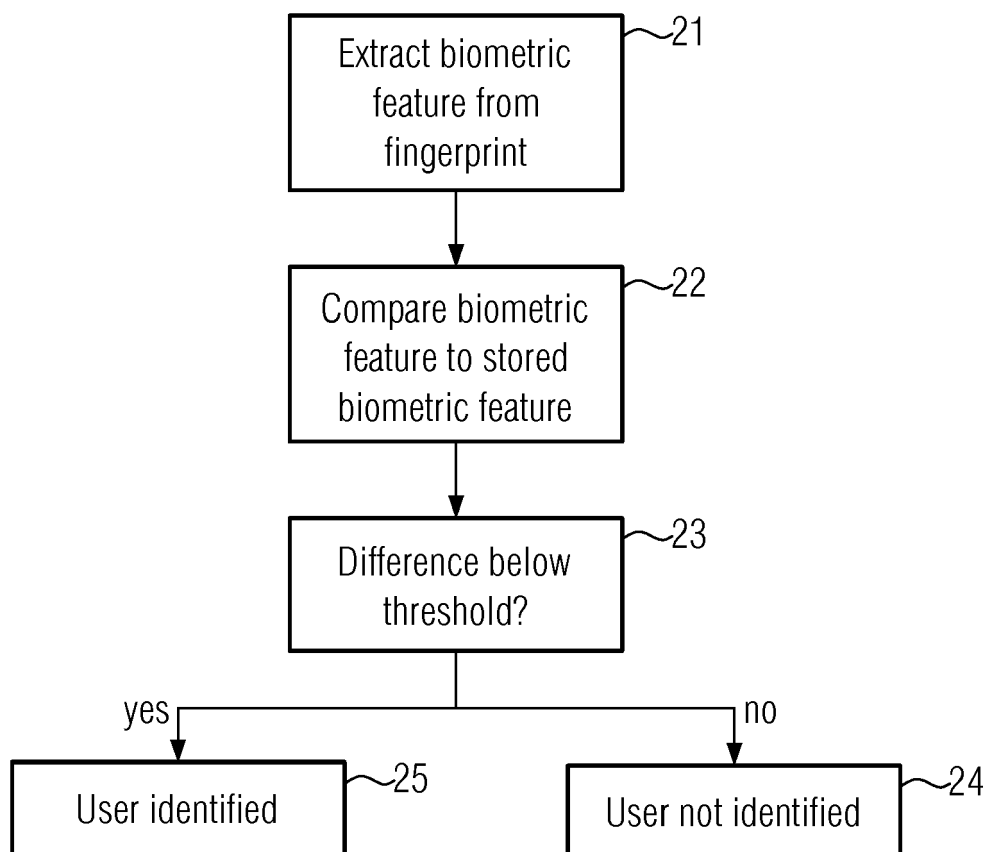 21
Extract biometric
feature from
fingerprint
22
Compare biometric
feature to stored
biometric feature
23
Difference below
threshold?
yes
no
25
User identified
24
User not identified